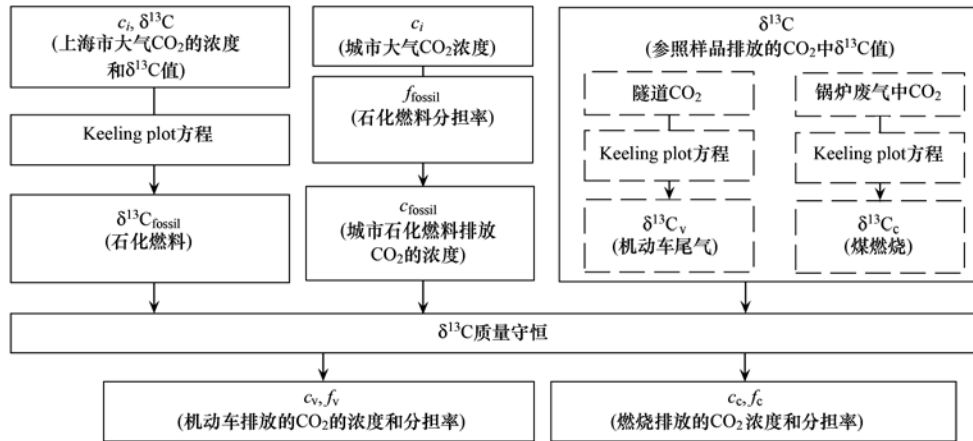 c_i, δ¹³C
(上海市大气CO₂的浓度
和δ¹³C值)
Keeling plot方程
δ¹³C_fossil
(石化燃料)
c_i
(城市大气CO₂浓度)
f_fossil
(石化燃料分担率)
c_fossil
(城市石化燃料排放
CO₂的浓度)
δ¹³C
(参照样品排放的CO₂中δ¹³C值)
隧道CO₂
Keeling plot方程
δ¹³C_v
(机动车尾气)
锅炉废气中CO₂
Keeling plot方程
δ¹³C_c
(煤燃烧)
δ¹³C质量守恒
c_v, f_v
(机动车排放的CO₂的浓度和分担率)
c_c, f_c
(燃烧排放的CO₂浓度和分担率)